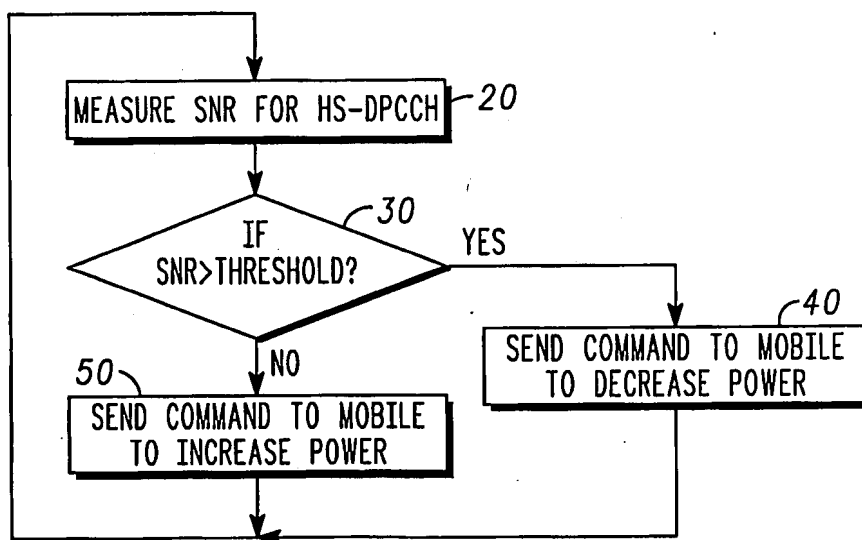 MEASURE SNR FOR HS-DPCCH
20
30
IF
SNR>THRESHOLD?
YES
40
SEND COMMAND TO MOBILE
TO DECREASE POWER
NO
50
SEND COMMAND TO MOBILE
TO INCREASE POWER